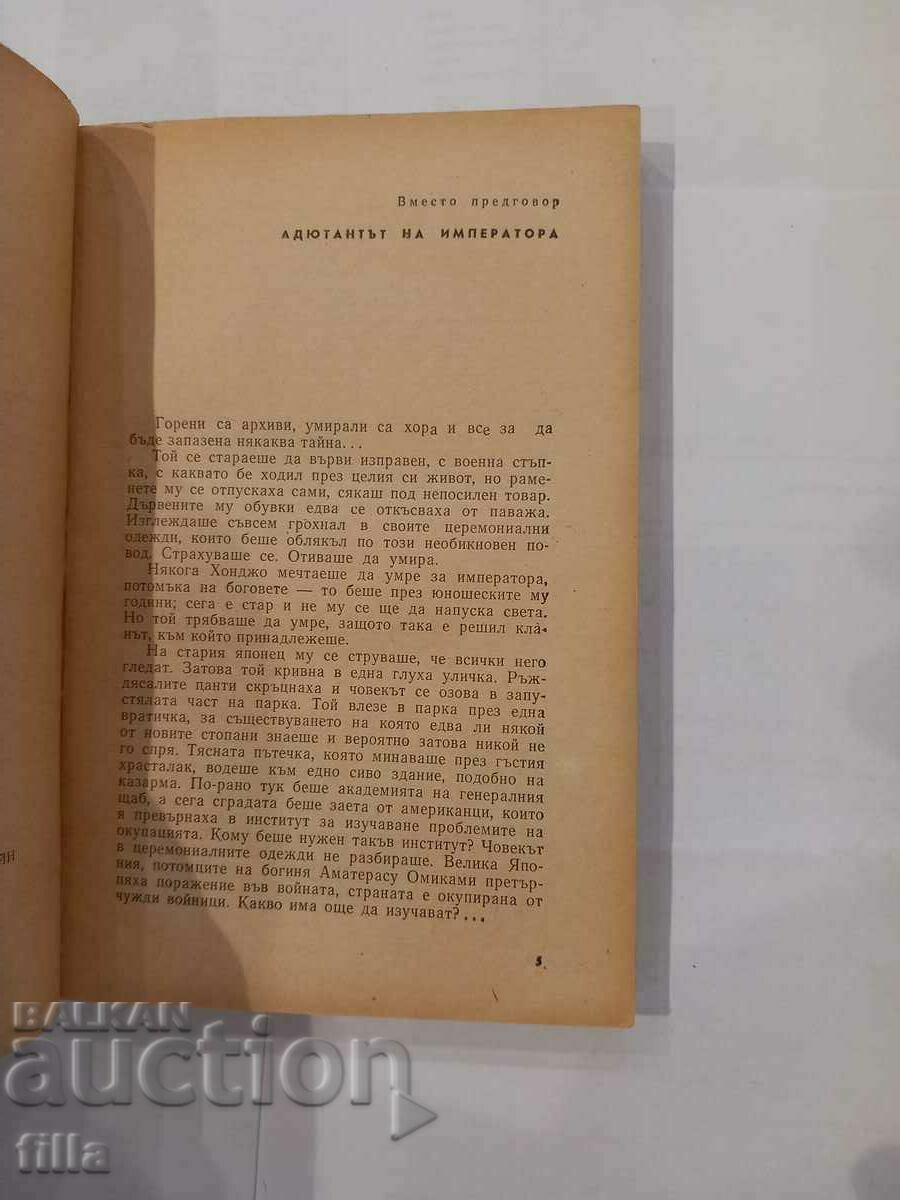 Вместо предговор
АДЮТАНТЪТ НА ИМПЕРАТОРА
Горени са архиви, умирали са хора и все за да
бъде запазена някаква тайна...
Той се стараеше да върви изправен, с военна стъп-
ка, с каквато бе ходил през целия си живот, но раме-
нете му се отпускаха сами, сякаш под непосилен товар.
Дървените му обувки едва се откъсваха от паважа.
Изглеждаше съвсем грохнал в своите церемониални
одежди, които беше облякъл по този необикновен по-
вод. Страхуваше се. Отиваше да умира.
Някога Хонджо мечтаеше да умре за императора,
потомъка на боговете — то беше през юношеските му
години; сега е стар и не му се ще да напуска света.
Но той трябваше да умре, защото така е решил кла-
нът, към който принадлежеше.
На стария японец му се струваше, че всички него
гледат. Затова той кривна в една глуха уличка. Ръж-
дясалите панти скръцнаха и човекът се озова в запу-
стялата част на парка. Той влезе в парка през една
вратичка, за съществуването на която едва ли някой
от новите стопани знаеше и вероятно затова никой не
го спря. Тясната пътечка, която минаваше през гъстия
храсталак, водеше към едно сиво здание, подобно на
казарма. По-рано тук беше академията на генералния
щаб, а сега сградата беше заета от американци, които
я превърнаха в институт за изучаване проблемите на
окупацията. Кому беше нужен такъв институт? Човекът
в церемониалните одежди не разбираше. Велика Япо-
ния, потомците на богиня Аматерасу Омиками претър-
пяха поражение във войната, страната е окупирана от
чужди войници. Какво има още да изучават?...
5
BALKAN
auction
filla